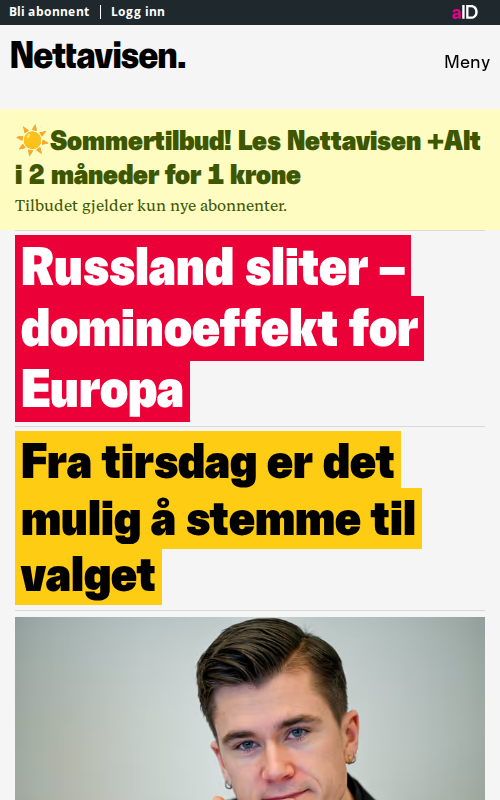 Bli abonnent | Logg inn
aID
Nettavisen.
Meny
☀️Sommertilbud! Les Nettavisen +Alt
i 2 måneder for 1 krone
Tilbudet gjelder kun nye abonnenter.
Russland sliter –
dominoeffekt for
Europa
Fra tirsdag er det
mulig å stemme til
valget